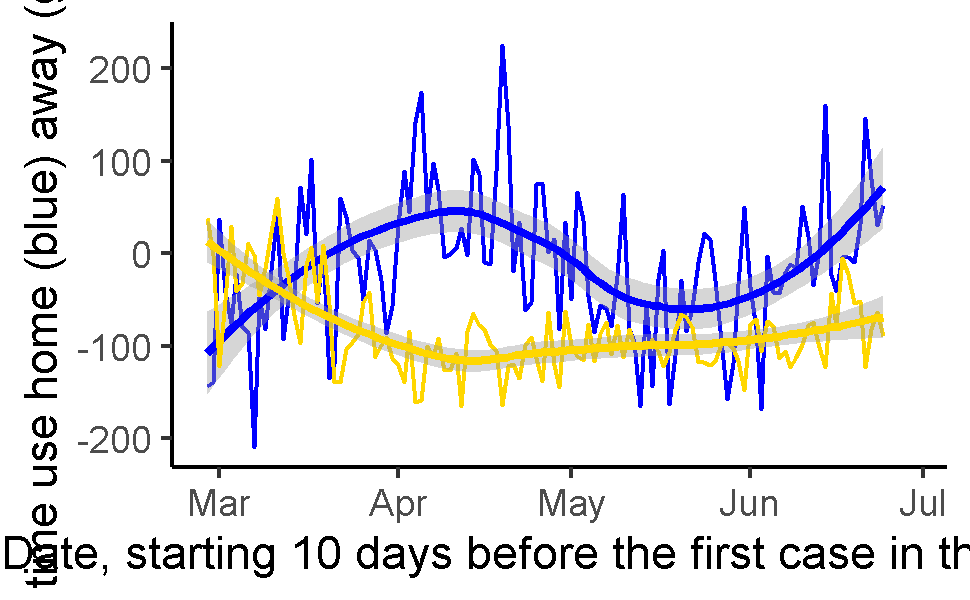 time use home (blue) away (
200
100
0
-100
-200
Mar Apr May Jun Jul
Date, starting 10 days before the first case in th